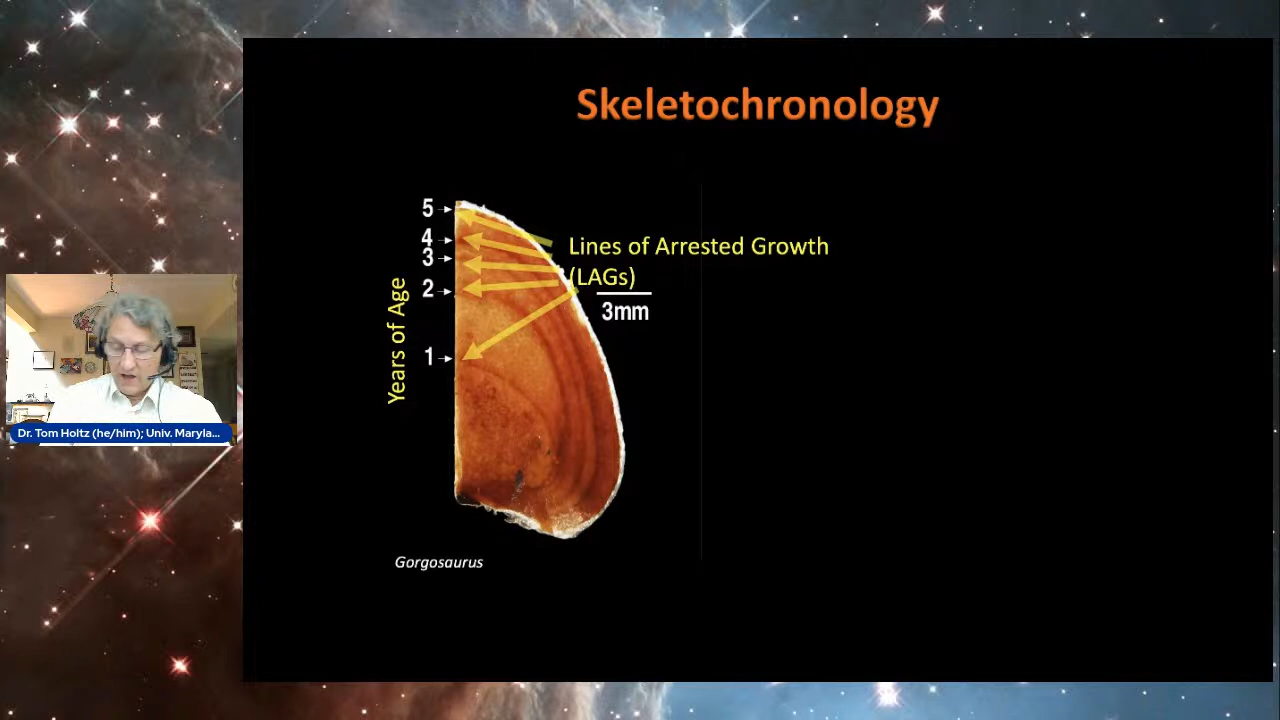 Skeletochronology
5
4
3
2
1
Years of Age
Lines of Arrested Growth
(LAGs)
3mm
Gorgosaurus
Dr. Tom Holtz (he/him); Univ. Maryla...